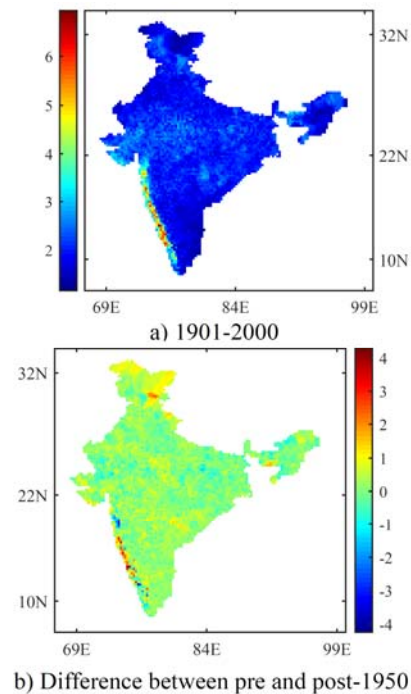 6
5
4
3
2
32N
22N
10N
69E 84E 99E
a) 1901-2000
32N
22N
10N
4
3
2
1
0
-1
-2
-3
-4
69E 84E 99E
b) Difference between pre and post-1950